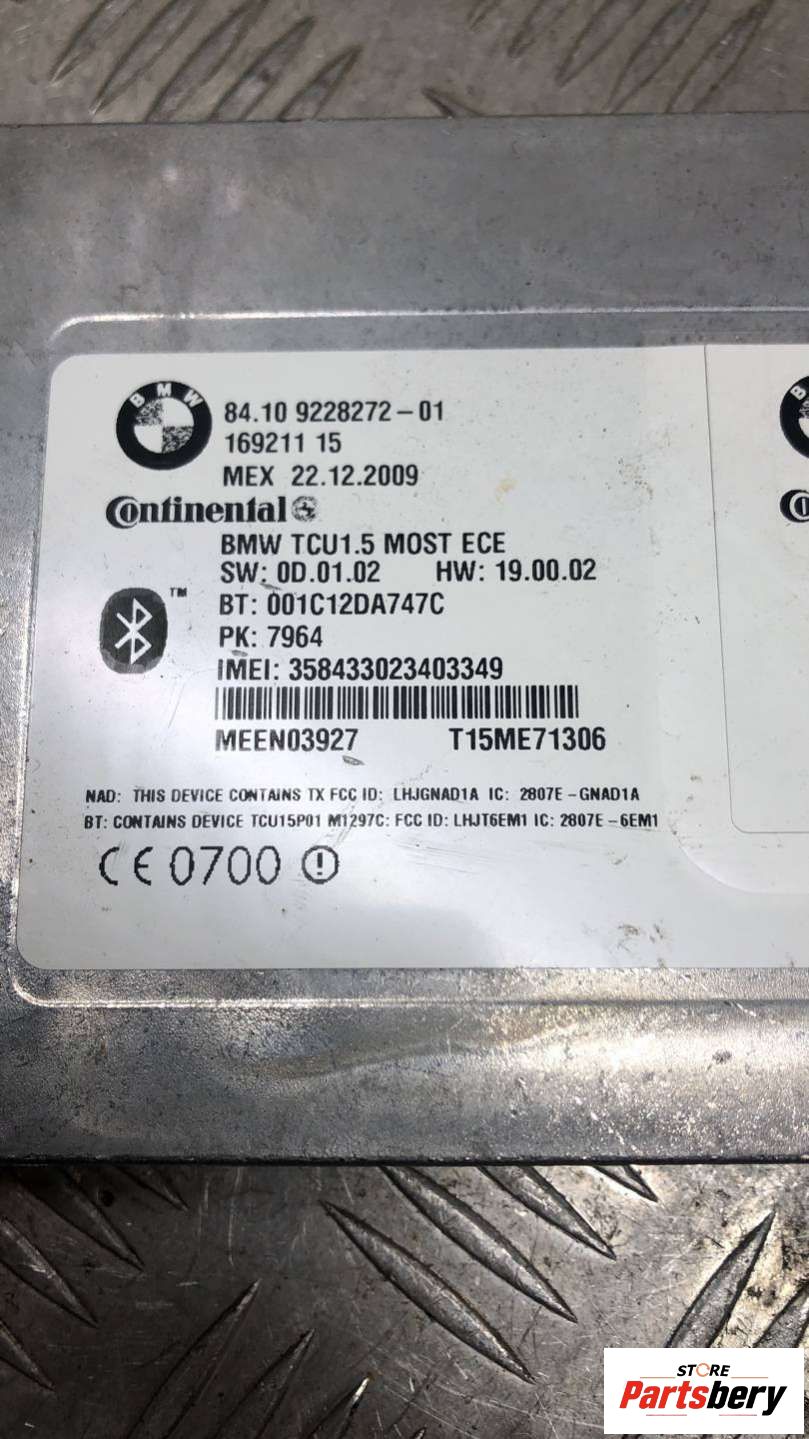 BMW
84.10 9228272-01
169211 15
MEX 22.12.2009
Continental
BMW TCU1.5 MOST ECE
SW: 0D.01.02 HW: 19.00.02
TM
BT: 001C12DA747C
PK: 7964
IMEI: 358433023403349
MEEN03927 T15ME71306
NAD: THIS DEVICE CONTAINS TX FCC ID: LHJGNAD1A IC: 2807E-GNAD1A
BT: CONTAINS DEVICE TCU15P01 M1297C: FCC ID: LHJT6EM1 IC: 2807E-6EM1
CE 0700
STORE
Partsbery